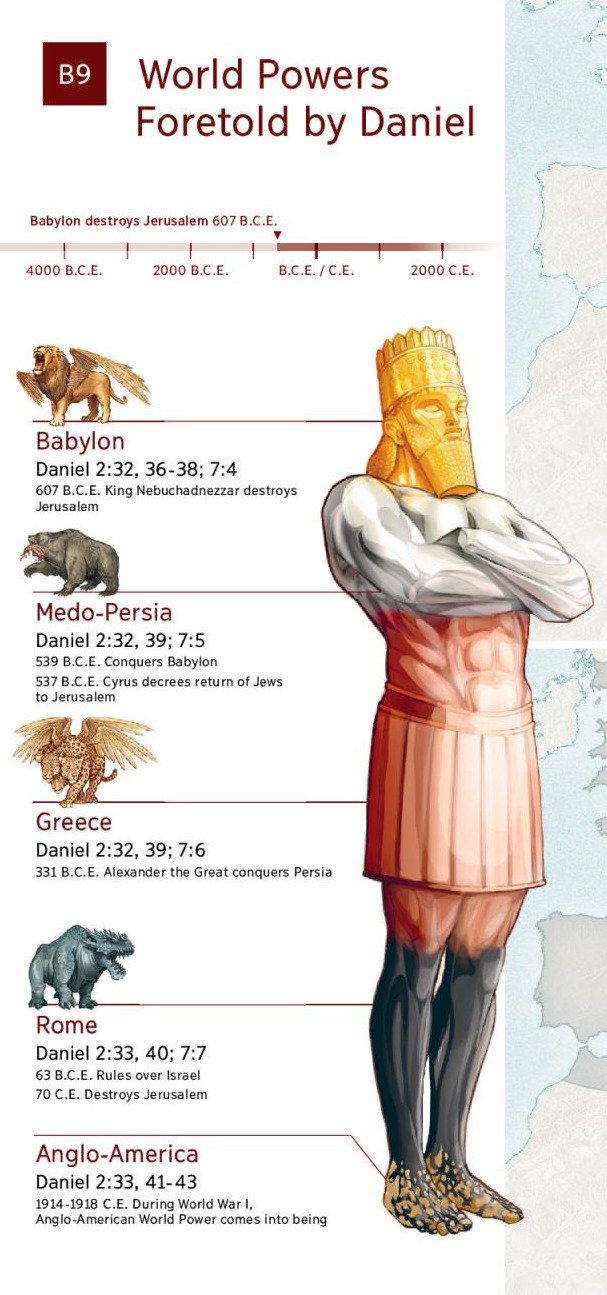 B9
World Powers
Foretold by Daniel
Babylon destroys Jerusalem 607 B.C.E.
4000 B.C.E. 2000 B.C.E. B.C.E. / C.E. 2000 C.E.
Babylon
Daniel 2:32, 36-38; 7:4
607 B.C.E. King Nebuchadnezzar destroys
Jerusalem
Medo-Persia
Daniel 2:32, 39; 7:5
539 B.C.E. Conquers Babylon
537 B.C.E. Cyrus decrees return of Jews
to Jerusalem
Greece
Daniel 2:32, 39; 7:6
331 B.C.E. Alexander the Great conquers Persia
Rome
Daniel 2:33, 40; 7:7
63 B.C.E. Rules over Israel
70 C.E. Destroys Jerusalem
Anglo-America
Daniel 2:33, 41-43
1914-1918 C.E. During World War I,
Anglo-American World Power comes into being